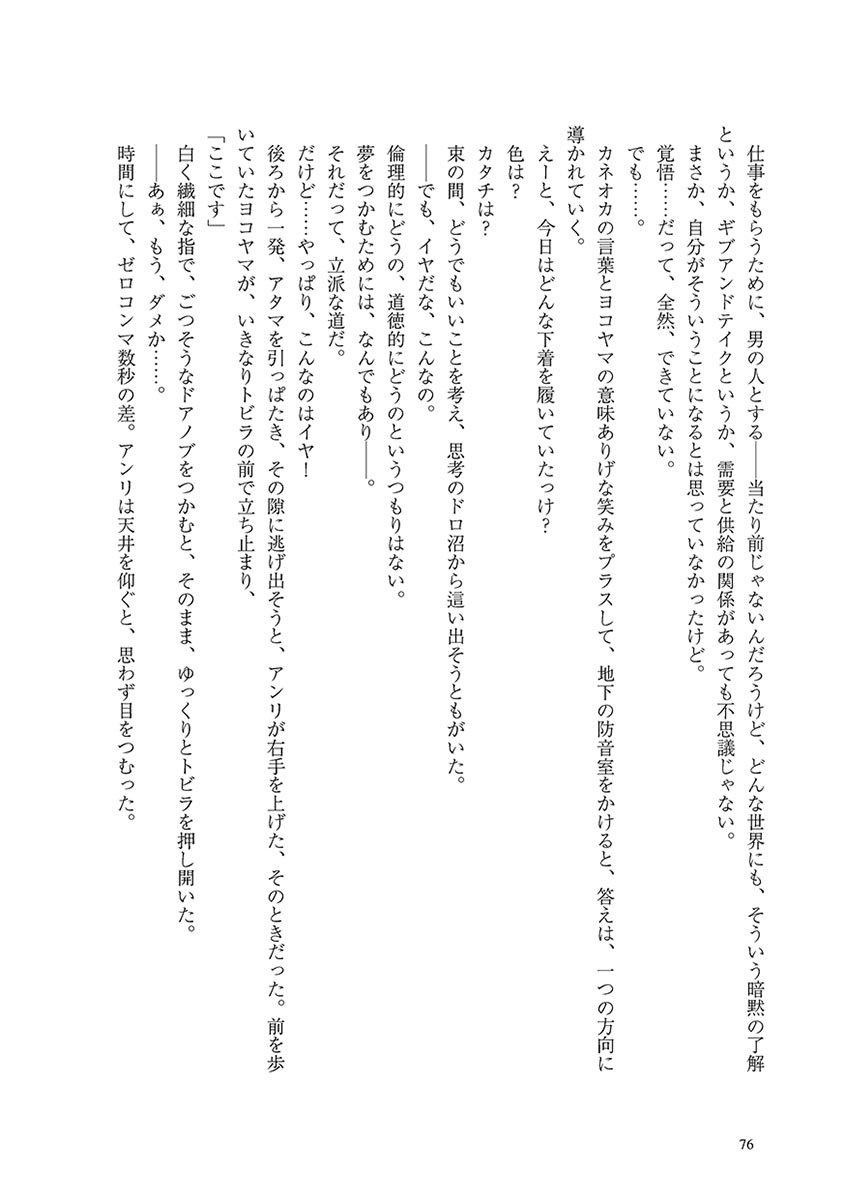 仕事をもらうために、男の人とする――当たり前じゃないんだろうけど、どんな世界にも、そういう暗黙の了解
というか、ギブアンドテイクというか、需要と供給の関係があっても不思議じゃない。
まさか、自分がそういうことになるとは思っていなかったけど。
覚悟……だって、全然、できていない。
でも……。
カネオカの言葉とヨコヤマの意味ありげな笑みをプラスして、地下の防音室をかけると、答えは、一つの方向に
導かれていく。
えーと、今日はどんな下着を履いていたっけ？
色は？
カタチは？
束の間、どうでもいいことを考え、思考のドロ沼から這い出そうともがいた。
――でも、イヤだな、こんなの。
倫理的にどうの、道徳的にどうのというつもりはない。
夢をつかむためには、なんでもあり――。
それだって、立派な道だ。
だけど……やっぱり、こんなのはイヤ！
後ろから一発、アタマを引っぱたき、その隙に逃げ出そうと、アンリが右手を上げた、そのときだった。前を歩
いていたヨコヤマが、いきなりトビラの前で立ち止まり、
「ここです」
白く繊細な指で、ごつそうなドアノブをつかむと、そのまま、ゆっくりとトビラを押し開いた。
――あぁ、もう、ダメか……。
時間にして、ゼロコンマ数秒の差。アンリは天井を仰ぐと、思わず目をつむった。
76